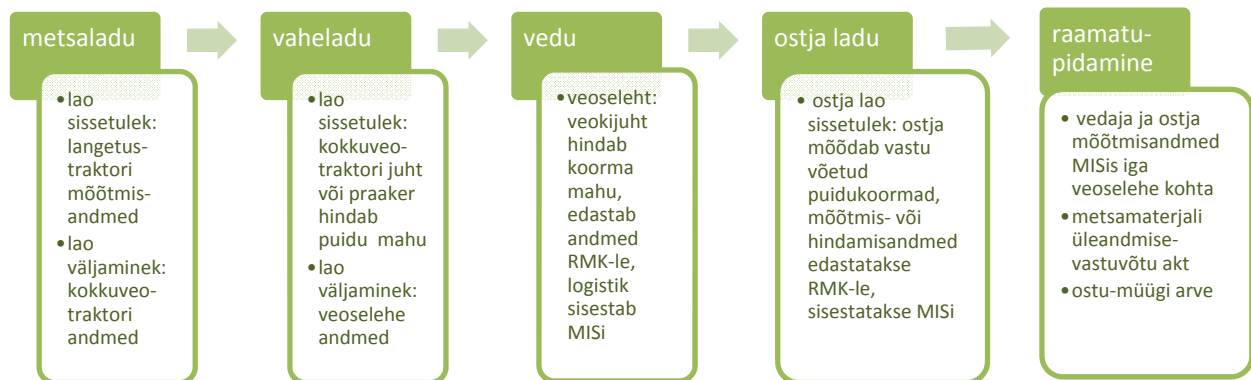 metsaladu
• lao
sissetulek:
langetus-
traktori
mõõtmis-
andmed
• lao
väljaminek:
kokkuveo-
traktori
andmed
vaheladu
• lao
sissetulek:
kokkuveo-
traktori juht
või praaker
hindab
puidu mahu
• lao
väljaminek:
veoselehe
andmed
vedu
• veoseleht:
veokijuht
hindab
koorma
mahu,
edastab
andmed
RMK-le,
logistik
sisestab
MISi
ostja ladu
• ostja lao
sissetulek: ostja
mõõdab vastu
võetud
puidukoormad,
mõõtmis- või
hindamisandmed
edastatakse
RMK-le,
sisestatakse MISi
raamatu-
pidamine
• vedaja ja ostja
mõõtmisandmed
MISis iga
veoselehe kohta
• metsamaterjali
üleandmise-
vastuvõtu akt
• ostu-müügi arve